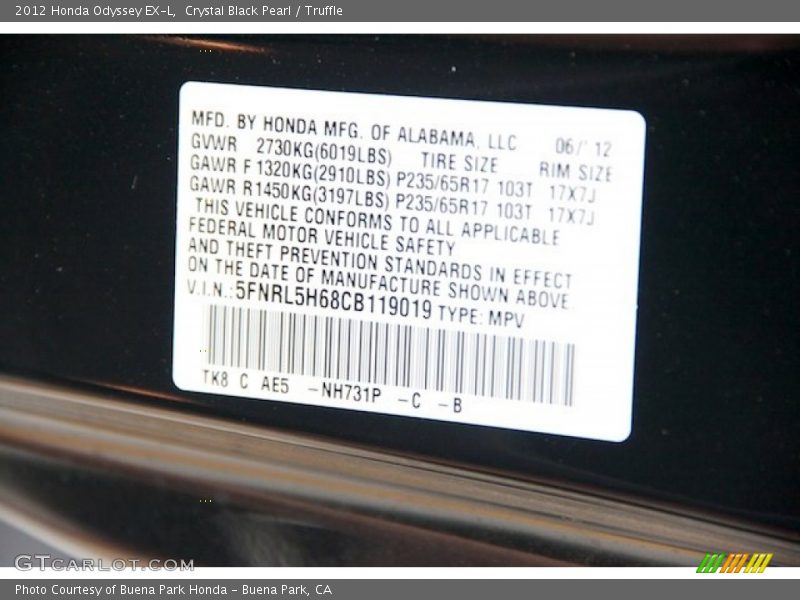 2012 Honda Odyssey EX-L,  Crystal Black Pearl / Truffle
MFD. BY HONDA MFG. OF ALABAMA, LLC 06/' 12
GVWR 2730KG(6019LBS) TIRE SIZE RIM SIZE
GAWR F 1320KG(2910LBS) P235/65R17 103T 17X7J
GAWR R1450KG(3197LBS) P235/65R17 103T 17X7J
THIS VEHICLE CONFORMS TO ALL APPLICABLE
FEDERAL MOTOR VEHICLE SAFETY
AND THEFT PREVENTION STANDARDS IN EFFECT
ON THE DATE OF MANUFACTURE SHOWN ABOVE
V.I.N.:5FNRL5H68CB119019 TYPE: MPV
TK8 C AE5 -NH731P -C -B
GTCARLOT.COM
Photo Courtesy of Buena Park Honda - Buena Park, CA